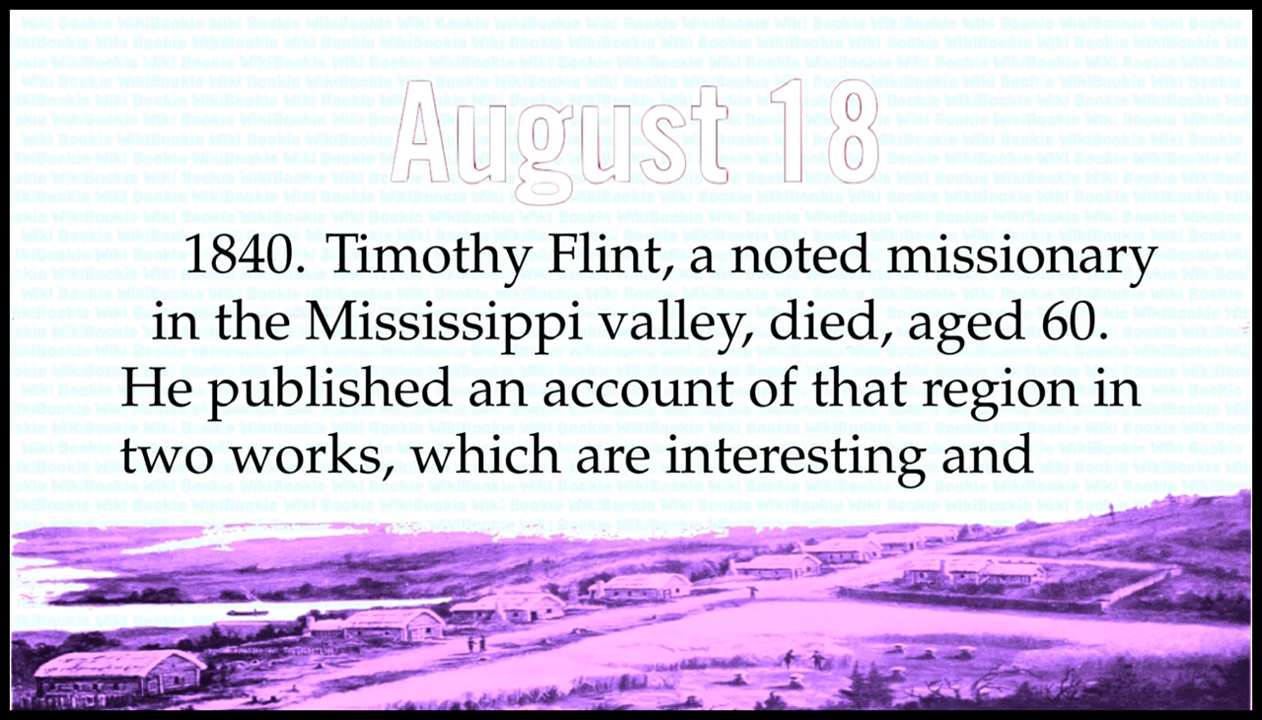 August 18
1840. Timothy Flint, a noted missionary
in the Mississippi valley, died, aged 60.
He published an account of that region in
two works, which are interesting and